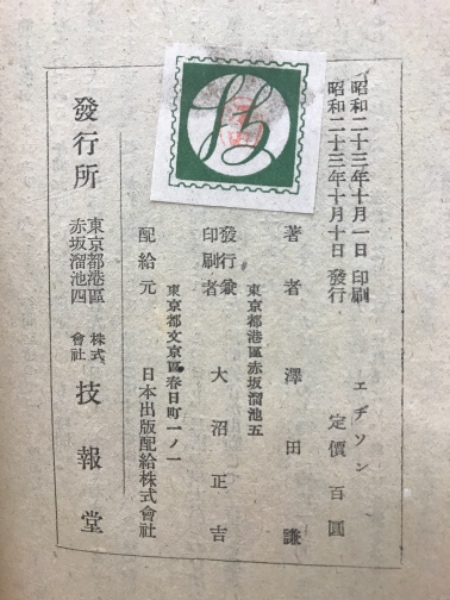 昭和二十三年十月一日 印刷
昭和二十三年十月十日 發行
エヂソン
定價百圓
著者 澤田謙
東京都港區赤坂溜池五
發行兼
印刷者 大沼正吉
東京都文京區春日町一ノ一
配給元 日本出版配給株式會社
發行所 東京都港區
赤坂溜池四 株式
會社 技報堂